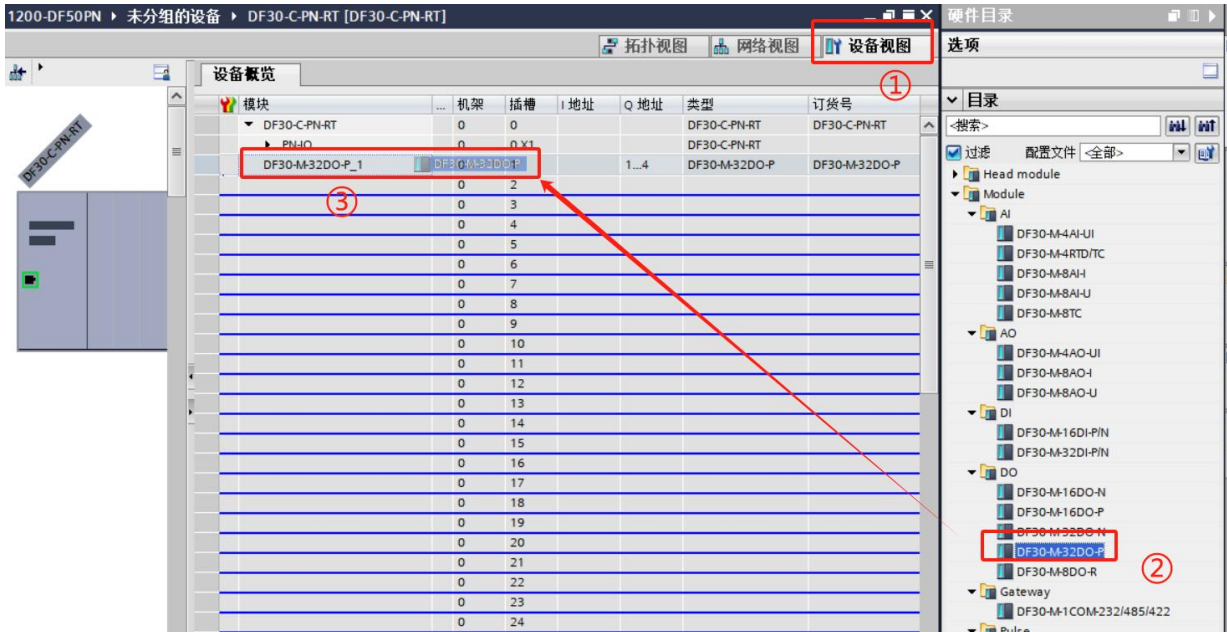 1200-DF50PN ▸ 未分组的设备 ▸ DF30-C-PN-RT [DF30-C-PN-RT]
拓扑视图 网络视图 设备视图
①
设备概览
模块 ... 机架 插槽 I 地址 Q 地址 类型 订货号
DF30-C-PN-RT 0 0 DF30-C-PN-RT DF30-C-PN-RT
PN-IO 0 0 X1 DF30-C-PN-RT
DF30-M-32DO-P_1 DF30-M-32DO-P 0 1 1...4 DF30-M-32DO-P DF30-M-32DO-P
③
0 2
0 3
0 4
0 5
0 6
0 7
0 8
0 9
0 10
0 11
0 12
0 13
0 14
0 15
0 16
0 17
0 18
0 19
0 20
0 21
0 22
0 23
0 24
DF30-C-PN-RT
硬件目录
选项
目录
<搜索>
过滤 配置文件 <全部>
Head module
Module
AI
DF30-M-4AI-UI
DF30-M-4RTD/TC
DF30-M-8AI-I
DF30-M-8AI-U
DF30-M-8TC
AO
DF30-M-4AO-UI
DF30-M-8AO-I
DF30-M-8AO-U
DI
DF30-M-16DI-P/N
DF30-M-32DI-P/N
DO
DF30-M-16DO-N
DF30-M-16DO-P
DF30-M-32DO-N
DF30-M-32DO-P
②
DF30-M-8DO-R
Gateway
DF30-M-1COM-232/485/422
Pulse